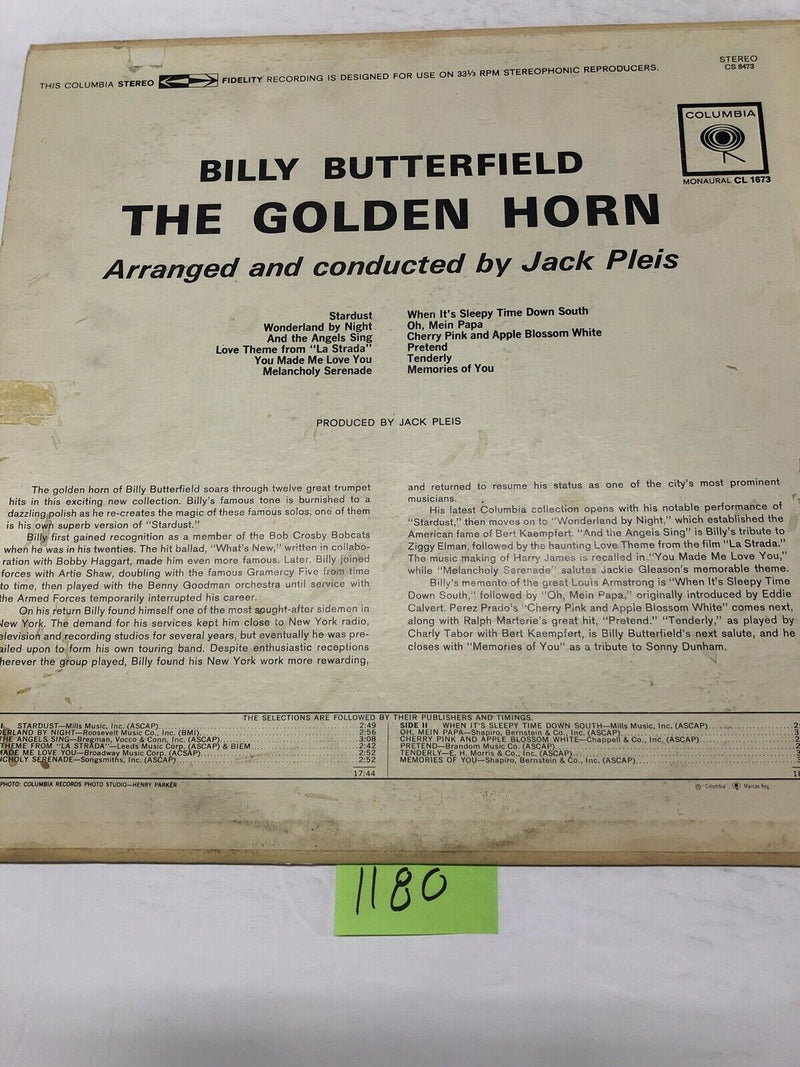 THIS COLUMBIA STEREO FIDELITY RECORDING IS DESIGNED FOR USE ON 33⅓ RPM STEREOPHONIC REPRODUCERS.
STEREO
CS 8473
COLUMBIA
MONAURAL CL 1673
BILLY BUTTERFIELD
THE GOLDEN HORN
Arranged and conducted by Jack Pleis
Stardust
Wonderland by Night
And the Angels Sing
Love Theme from "La Strada"
You Made Me Love You
Melancholy Serenade
When It's Sleepy Time Down South
Oh, Mein Papa
Cherry Pink and Apple Blossom White
Pretend
Tenderly
Memories of You
PRODUCED BY JACK PLEIS
The golden horn of Billy Butterfield soars through twelve great trumpet
hits in this exciting new collection. Billy's famous tone is burnished to a
dazzling polish as he re-creates the magic of these famous solos, one of them
is his own superb version of "Stardust."
Billy first gained recognition as a member of the Bob Crosby Bobcats
when he was in his twenties. The hit ballad, "What's New," written in collabo-
ration with Bobby Haggart, made him even more famous. Later, Billy joined
forces with Artie Shaw, doubling with the famous Gramercy Five from time
to time, then played with the Benny Goodman orchestra until service with
the Armed Forces temporarily interrupted his career.
On his return Billy found himself one of the most sought-after sidemen in
New York. The demand for his services kept him close to New York radio,
elevision and recording studios for several years, but eventually he was pre-
ailed upon to form his own touring band. Despite enthusiastic receptions
herever the group played, Billy found his New York work more rewarding,
and returned to resume his status as one of the city's most prominent
musicians.
His latest Columbia collection opens with his notable performance of
"Stardust," then moves on to "Wonderland by Night," which established the
American fame of Bert Kaempfert. "And the Angels Sing" is Billy's tribute to
Ziggy Elman, followed by the haunting Love Theme from the film "La Strada."
The music making of Harry James is recalled in "You Made Me Love You,"
while "Melancholy Serenade" salutes Jackie Gleason's memorable theme.
Billy's memento of the great Louis Armstrong is "When It's Sleepy Time
Down South," followed by "Oh, Mein Papa," originally introduced by Eddie
Calvert. Perez Prado's "Cherry Pink and Apple Blossom White" comes next,
along with Ralph Marterie's great hit, "Pretend." "Tenderly," as played by
Charly Tabor with Bert Kaempfert, is Billy Butterfield's next salute, and he
closes with "Memories of You" as a tribute to Sonny Dunham.
THE SELECTIONS ARE FOLLOWED BY THEIR PUBLISHERS AND TIMINGS.
STARDUST—Mills Music, Inc. (ASCAP) 2:49
ERLAND BY NIGHT—Roosevelt Music Co., Inc. (BMI) 2:56
THE ANGELS SING—Bregman, Vocco & Conn, Inc. (ASCAP) 3:08
THEME FROM "LA STRADA"—Leeds Music Corp. (ASCAP) & BIEM 2:42
MADE ME LOVE YOU—Broadway Music Corp. (ACSAP) 2:52
NCHOLY SERENADE—Songsmiths, Inc. (ASCAP) 2:52
17:44
SIDE II WHEN IT'S SLEEPY TIME DOWN SOUTH—Mills Music, Inc. (ASCAP)
OH, MEIN PAPA—Shapiro, Bernstein & Co., Inc. (ASCAP)
CHERRY PINK AND APPLE BLOSSOM WHITE—Chappell & Co., Inc. (ASCAP)
PRETEND—Brandom Music Co. (ASCAP)
TENDERLY—E. H. Morris & Co., Inc. (ASCAP)
MEMORIES OF YOU—Shapiro, Bernstein & Co., Inc. (ASCAP)
PHOTO: COLUMBIA RECORDS PHOTO STUDIO—HENRY PARKER
"Columbia" Marcas Reg.
1180